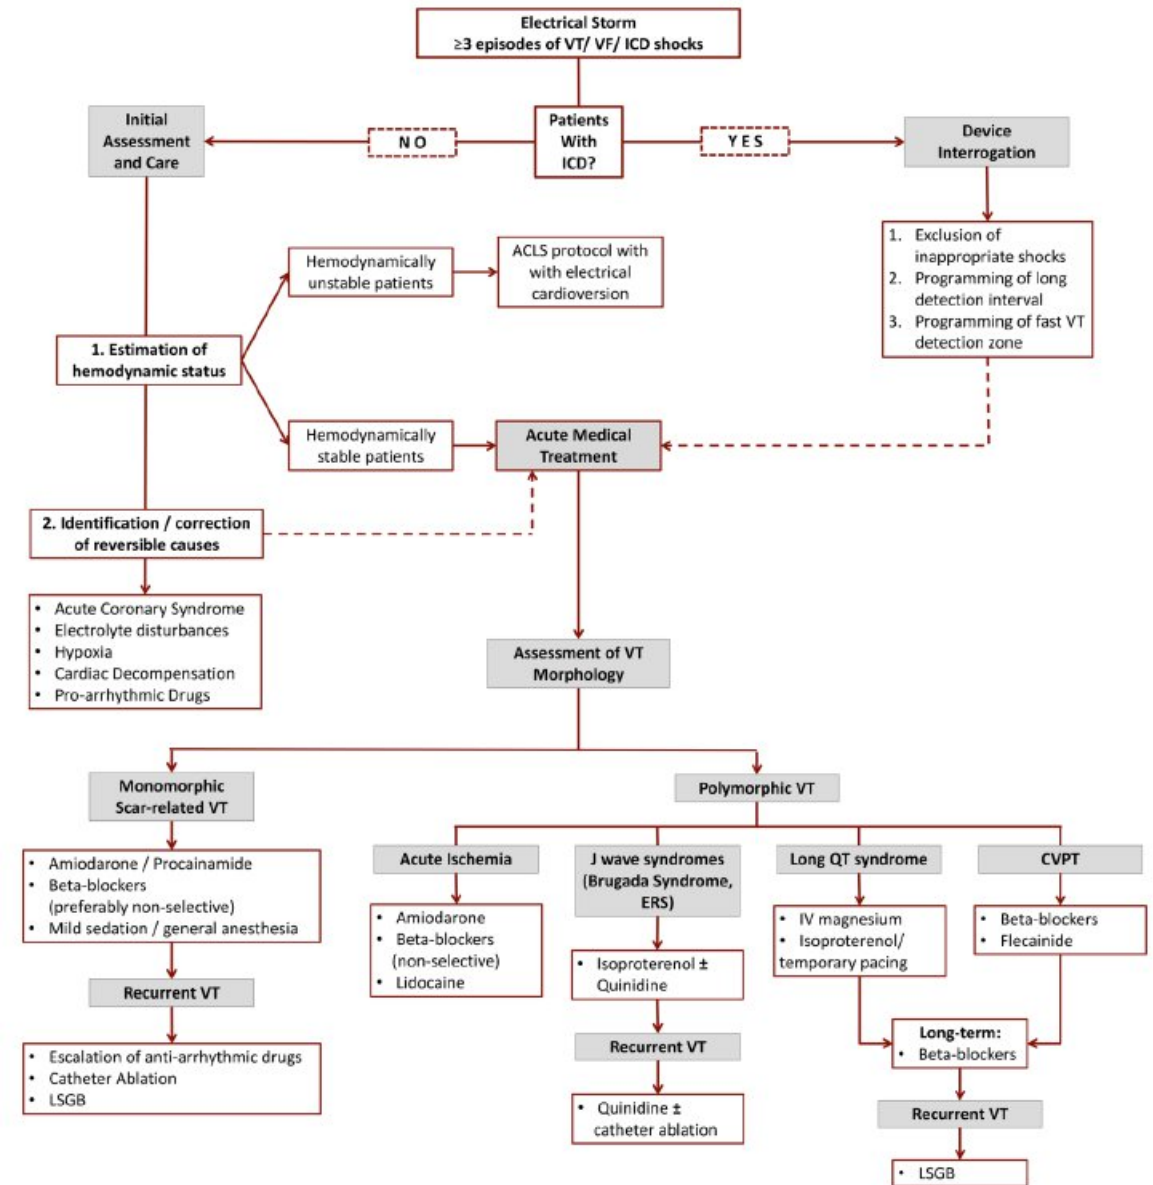 Electrical Storm
≥3 episodes of VT/ VF/ ICD shocks
Initial
Assessment
and Care
N O
Patients
With
ICD?
Y E S
Device
Interrogation
1. Exclusion of
inappropriate shocks
2. Programming of long
detection interval
3. Programming of fast VT
detection zone
Hemodynamically
unstable patients
ACLS protocol with
with electrical
cardioversion
1. Estimation of
hemodynamic status
Hemodynamically
stable patients
Acute Medical
Treatment
2. Identification / correction
of reversible causes
• Acute Coronary Syndrome
• Electrolyte disturbances
• Hypoxia
• Cardiac Decompensation
• Pro-arrhythmic Drugs
Assessment of VT
Morphology
Monomorphic
Scar-related VT
• Amiodarone / Procainamide
• Beta-blockers
(preferably non-selective)
• Mild sedation / general anesthesia
Recurrent VT
• Escalation of anti-arrhythmic drugs
• Catheter Ablation
• LSGB
Polymorphic VT
Acute Ischemia
• Amiodarone
• Beta-blockers
(non-selective)
• Lidocaine
J wave syndromes
(Brugada Syndrome,
ERS)
• Isoproterenol ±
Quinidine
Recurrent VT
• Quinidine ±
catheter ablation
Long QT syndrome
• IV magnesium
• Isoproterenol/
temporary pacing
CVPT
• Beta-blockers
• Flecainide
Long-term:
• Beta-blockers
Recurrent VT
• LSGB